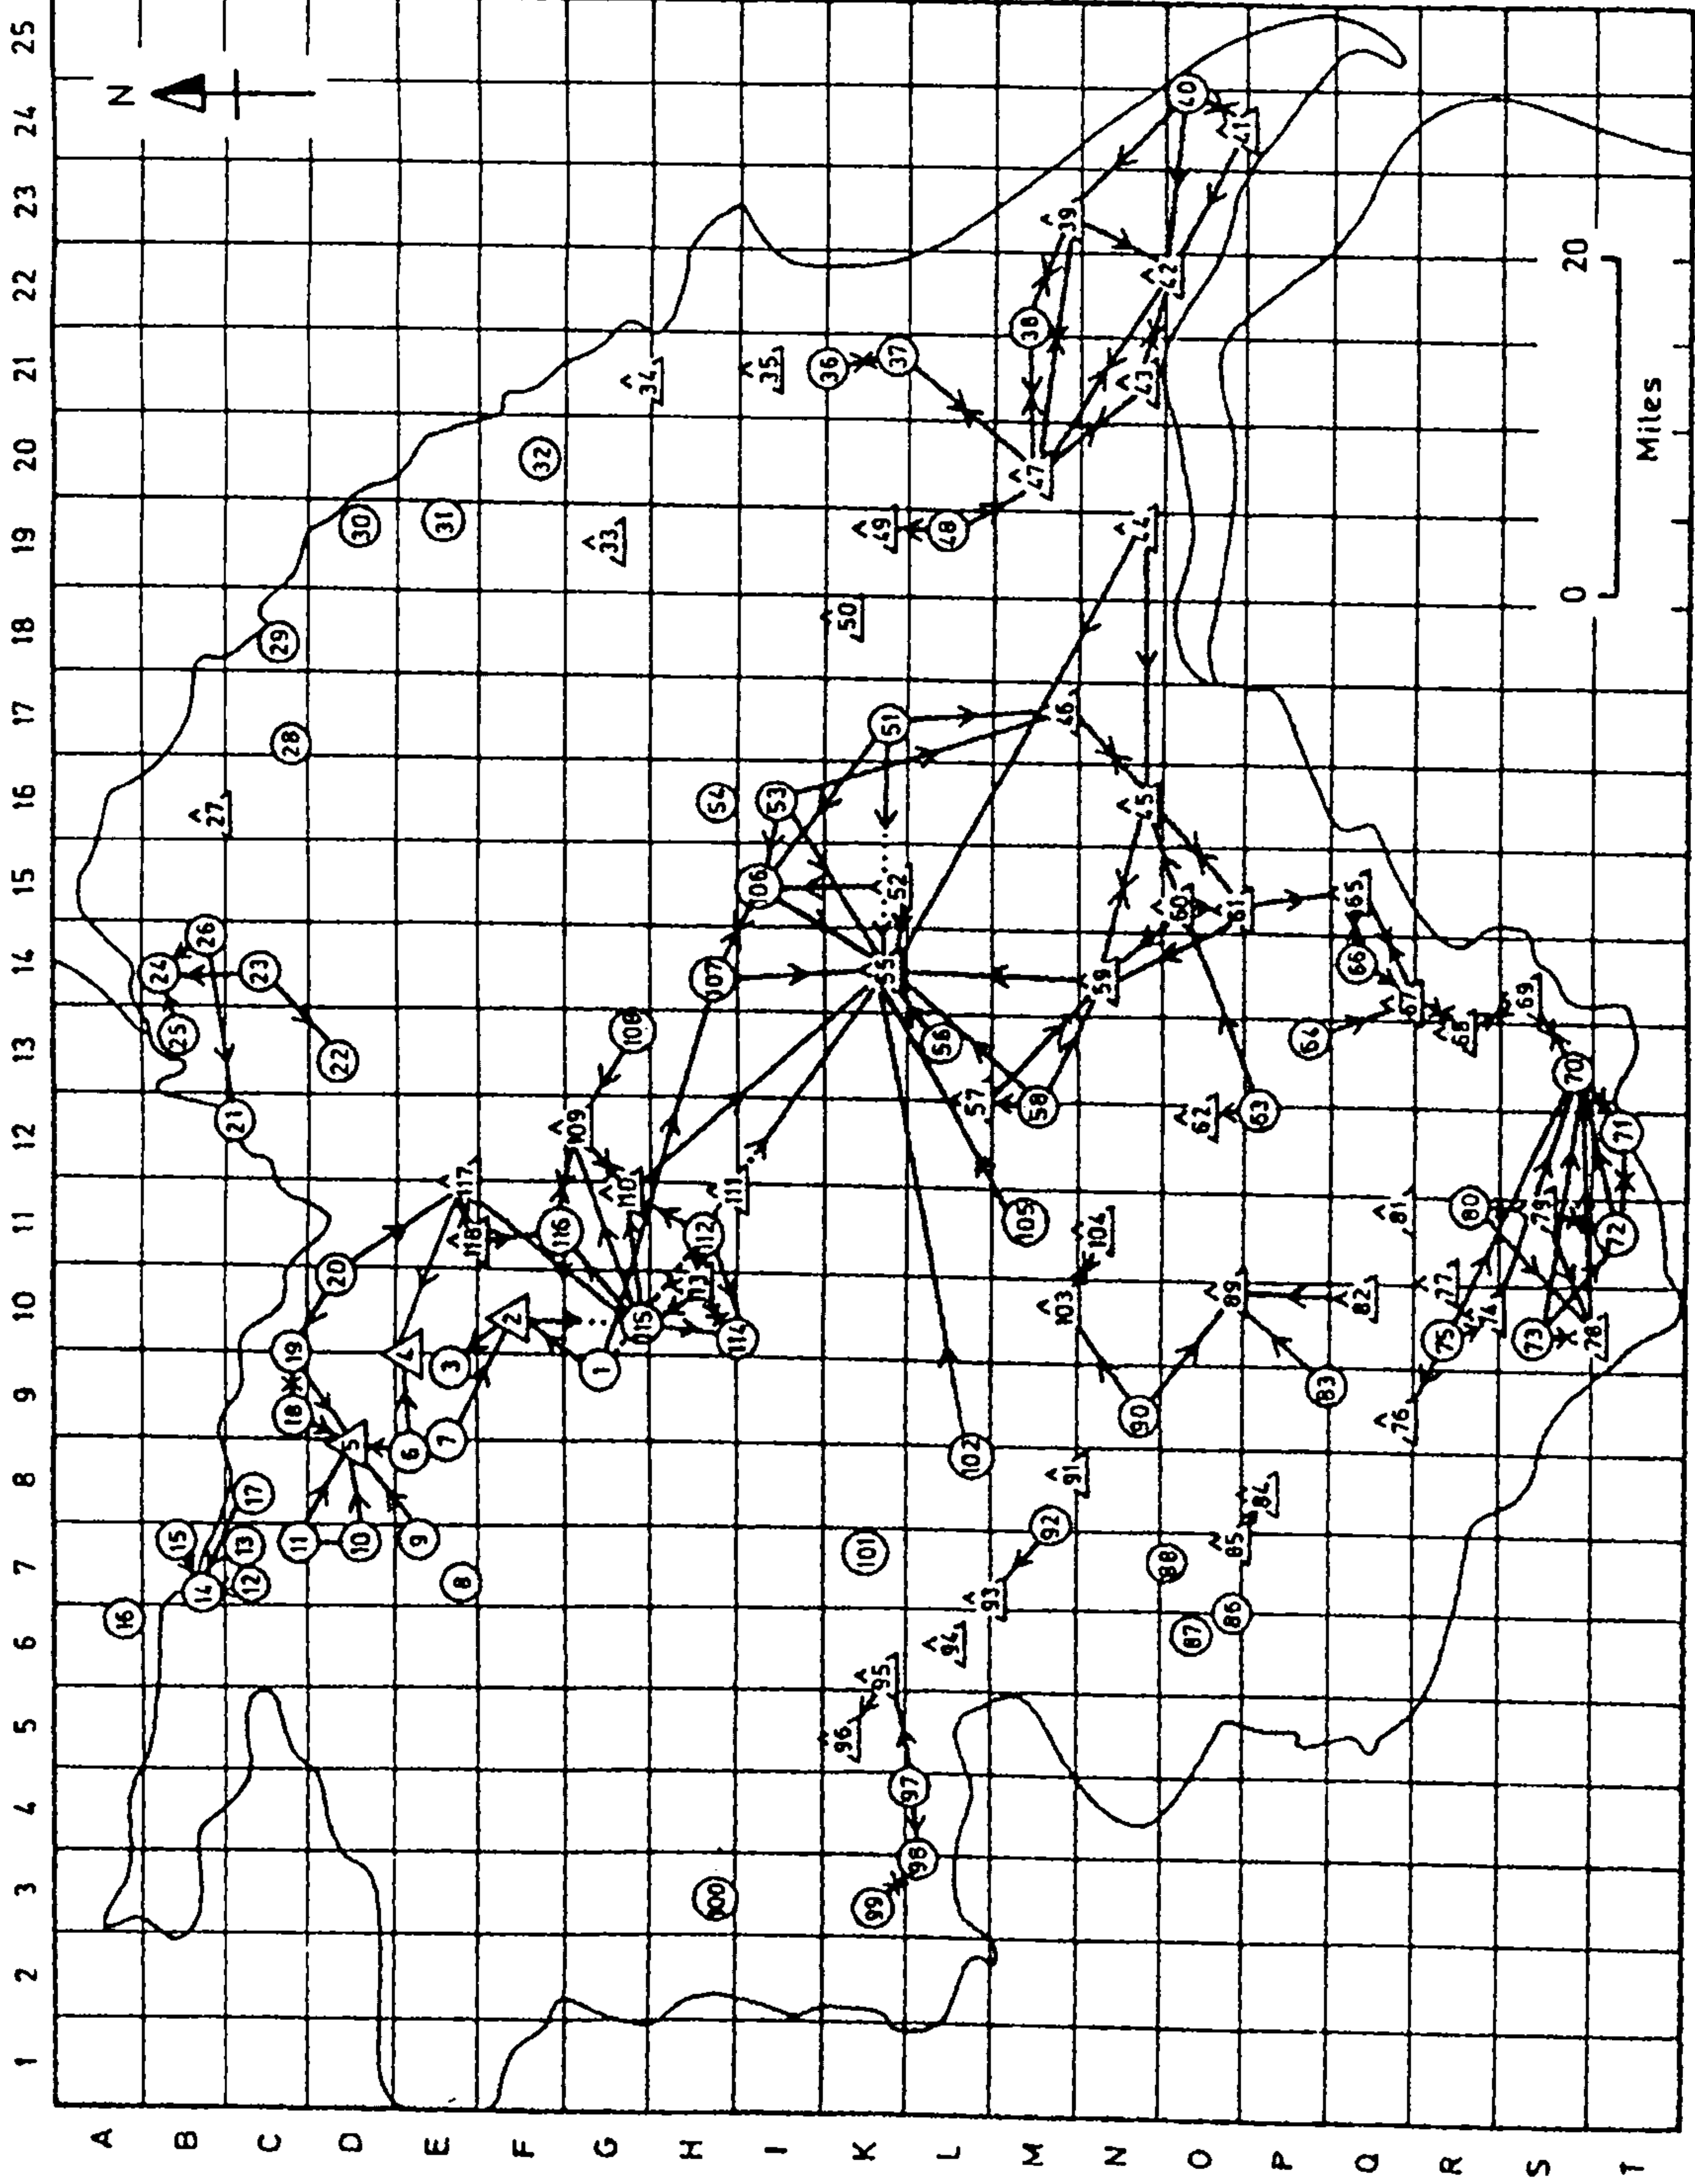 1 2 3 4 5 6 7 8 9 10 11 12 13 14 15 16 17 18 19 20 21 22 23 24 25
A 16 N
B 14 15 25 24 26 27
C 12 13 17 18 19 21 23 28 29
D 11 10 5 20 22 30
E 8 9 6 7 3 4 117 118 31
F 2 116 32
G 1 115 110 109 108 33 34
H 100 114 113 112 111 107 54
I 106 53 35
K 99 96 95 101 55 52 51 50 49 36 37
L 98 97 94 102 57 56 48
M 93 92 91 103 105 58 46 47 38 39
N 90 104 59 45 44 43
O 87 86 88 85 89 62 60 61 42 40 41
P 84 63 64
Q 83 76 82 81 66 65 67
R 75 77 74 80 68
S 73 78 79 70 69
T 72 71
0 20
Miles